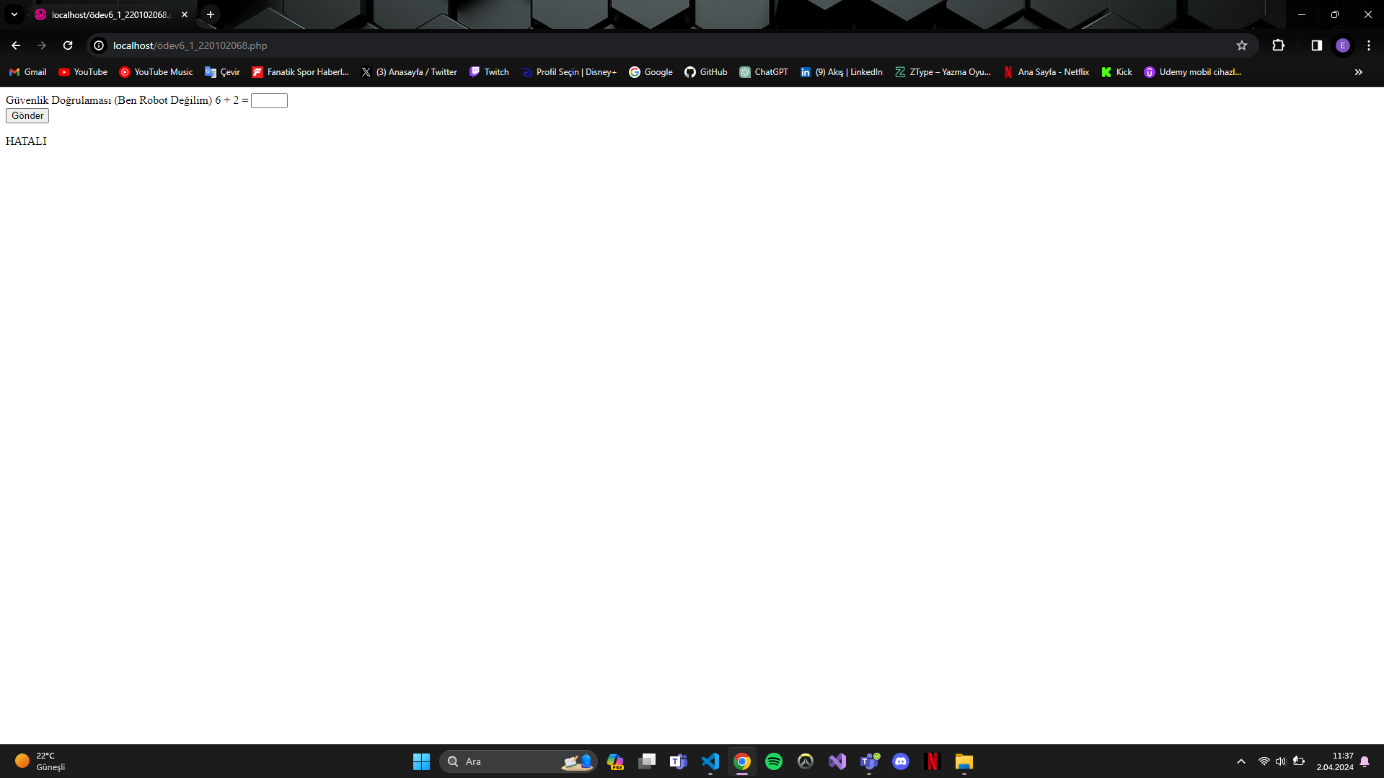 localhost/ödev6_1_220102068.p
localhost/ödev6_1_220102068.php
E
Gmail YouTube YouTube Music Çevir Fanatik Spor Haberl... (3) Anasayfa / Twitter Twitch Profil Seçin | Disney+ Google GitHub ChatGPT (9) Akış | LinkedIn ZType – Yazma Oyu... Ana Sayfa - Netflix Kick Udemy mobil cihazl...
Güvenlik Doğrulaması (Ben Robot Değilim) 6 + 2 =
Gönder
HATALI
22°C
Güneşli
Ara
11:37
2.04.2024